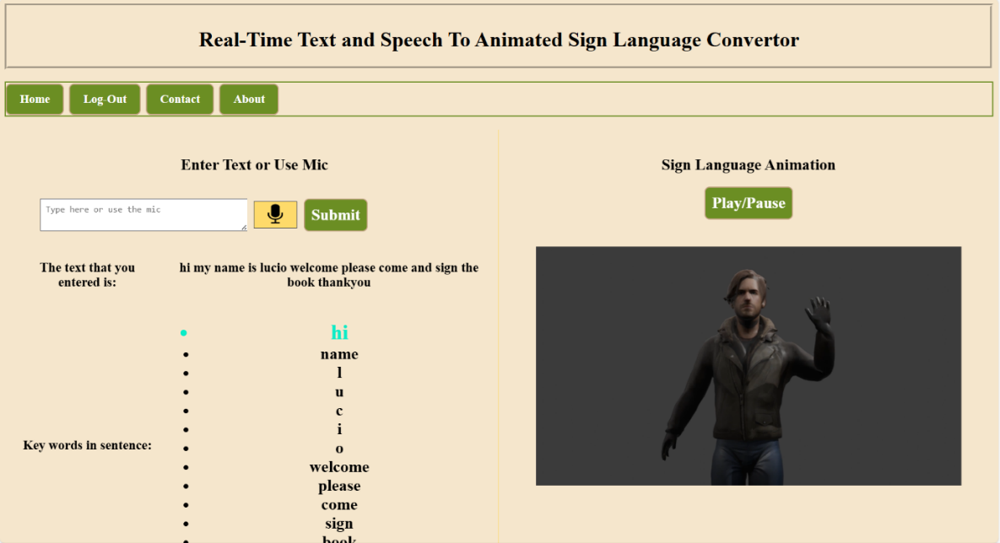 Real-Time Text and Speech To Animated Sign Language Convertor
Home Log-Out Contact About
Enter Text or Use Mic
Type here or use the mic
Submit
The text that you
entered is:
hi my name is lucio welcome please come and sign the
book thankyou
Key words in sentence:
hi
name
l
u
c
i
o
welcome
please
come
sign
book
Sign Language Animation
Play/Pause